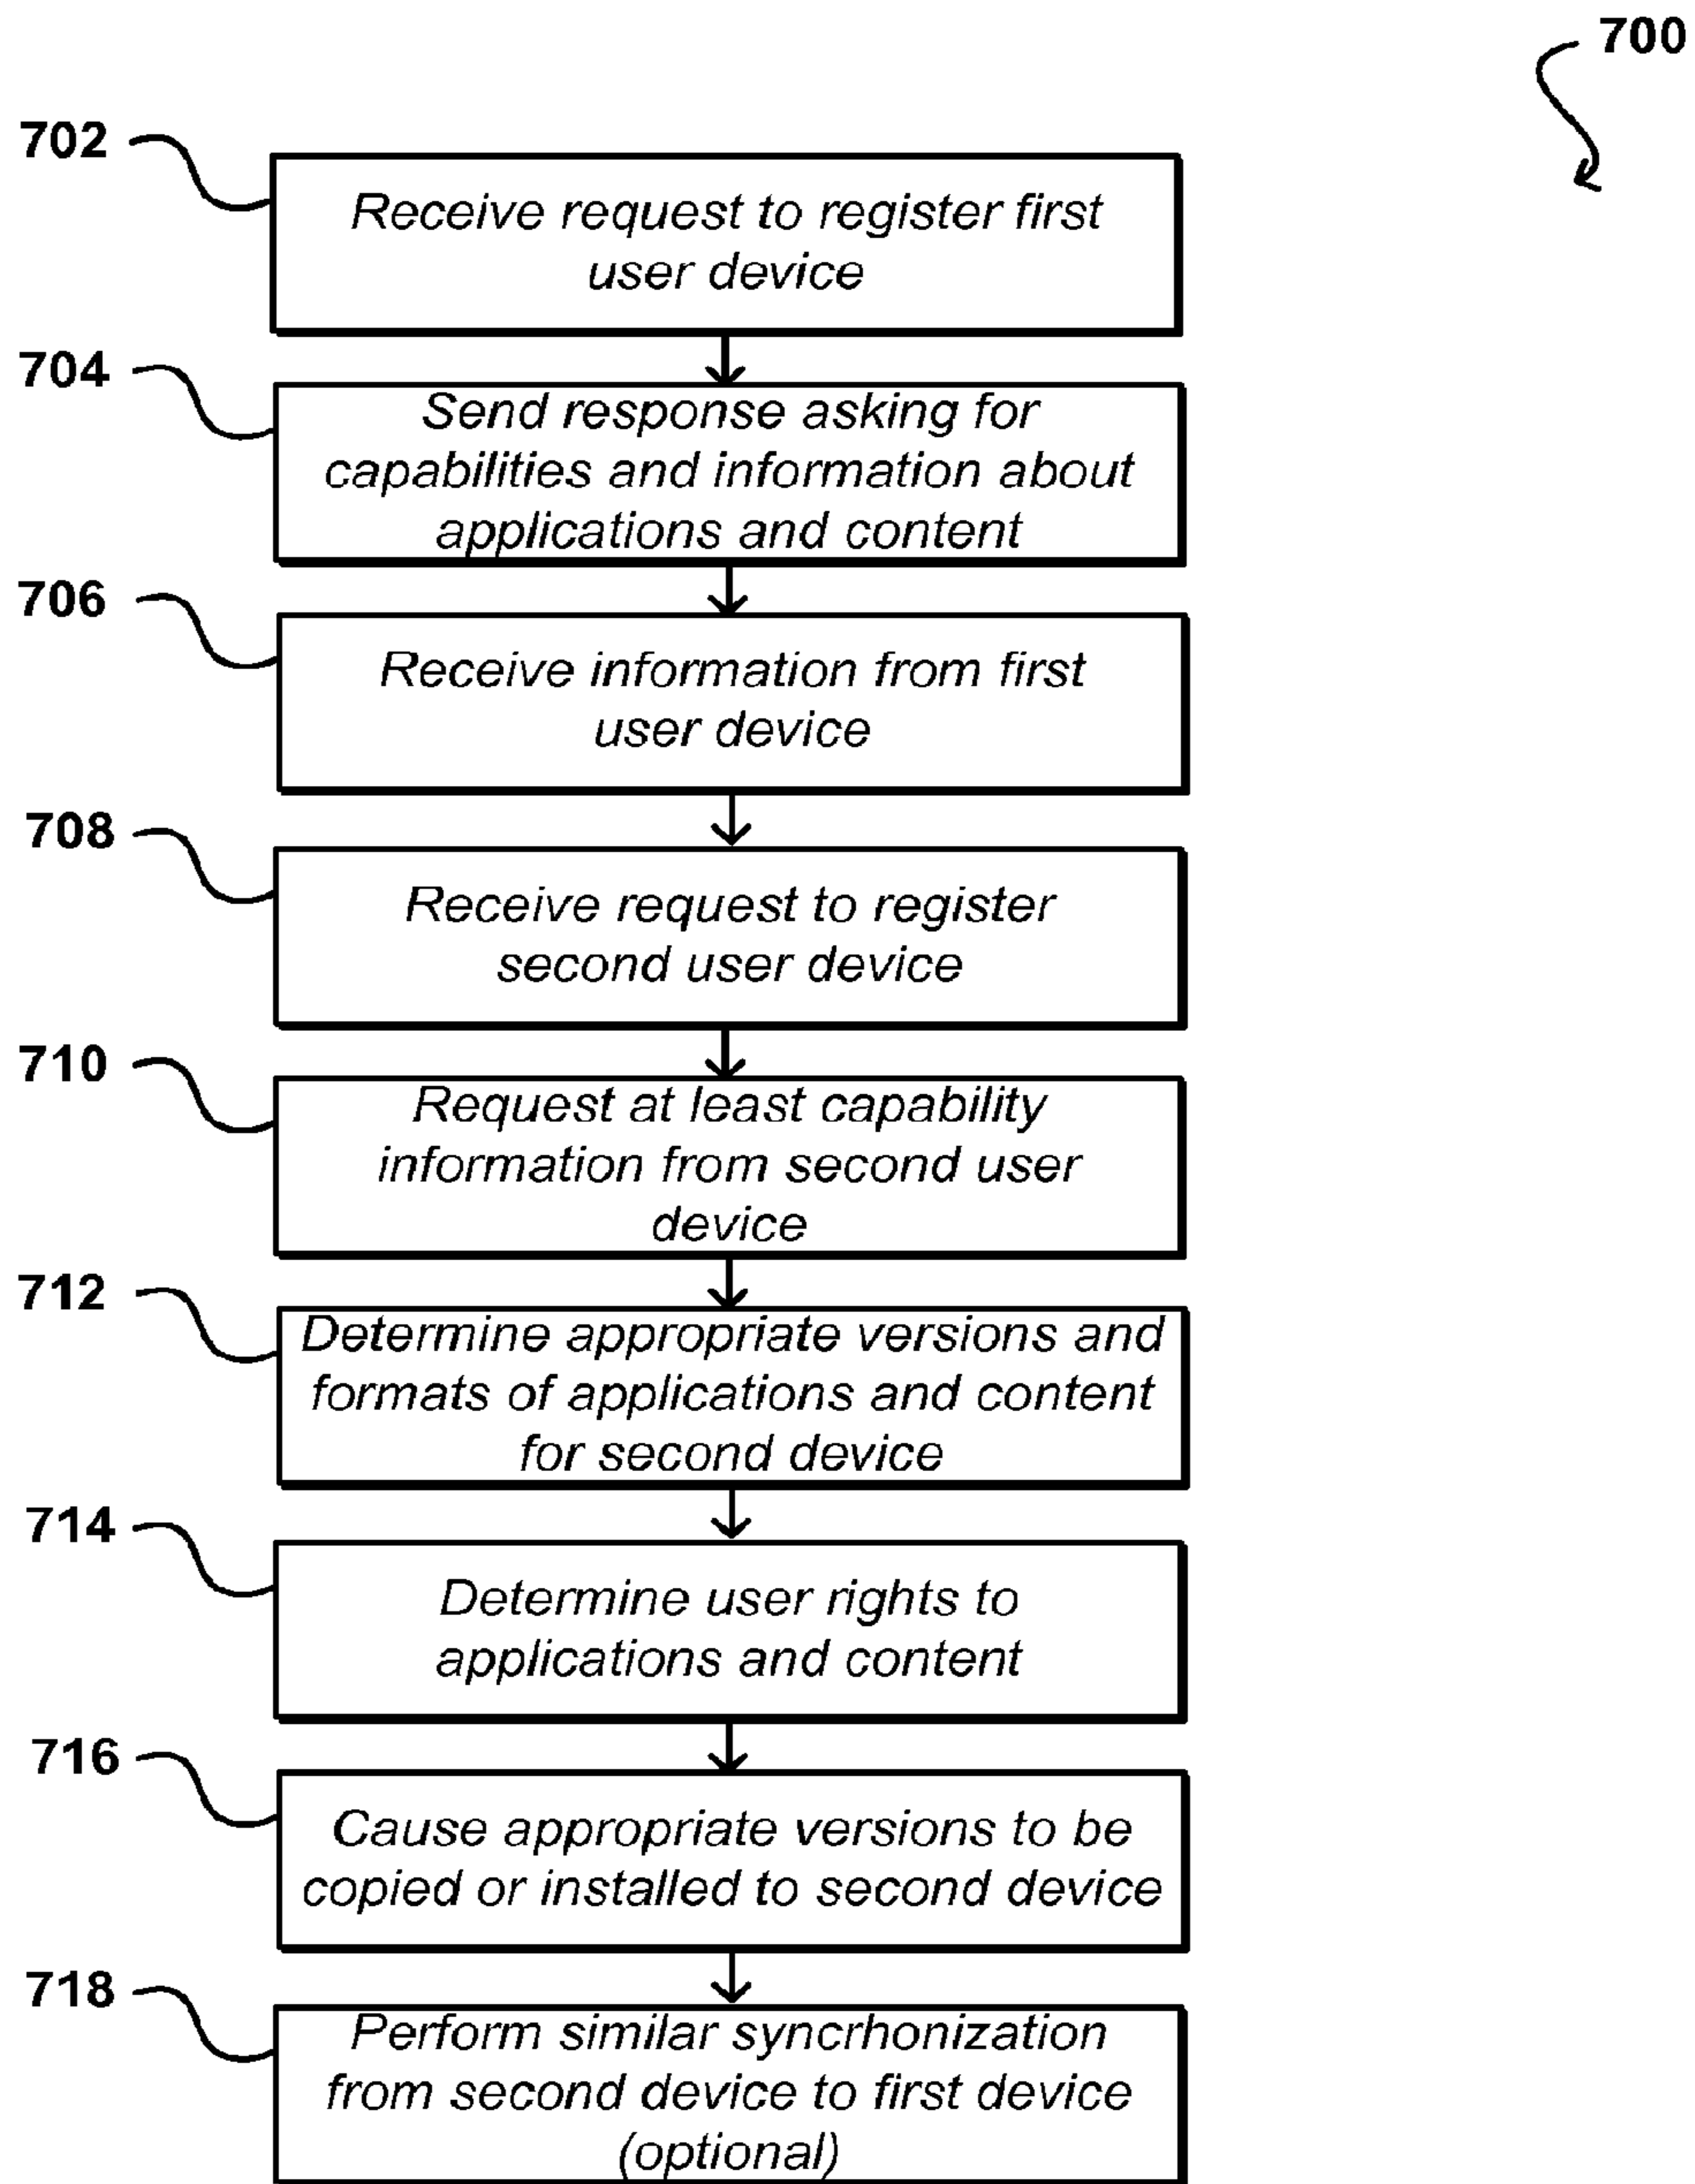 700
702
Receive request to register first
user device
704
Send response asking for
capabilities and information about
applications and content
706
Receive information from first
user device
708
Receive request to register
second user device
710
Request at least capability
information from second user
device
712
Determine appropriate versions and
formats of applications and content
for second device
714
Determine user rights to
applications and content
716
Cause appropriate versions to be
copied or installed to second device
718
Perform similar syncrhonization
from second device to first device
(optional)